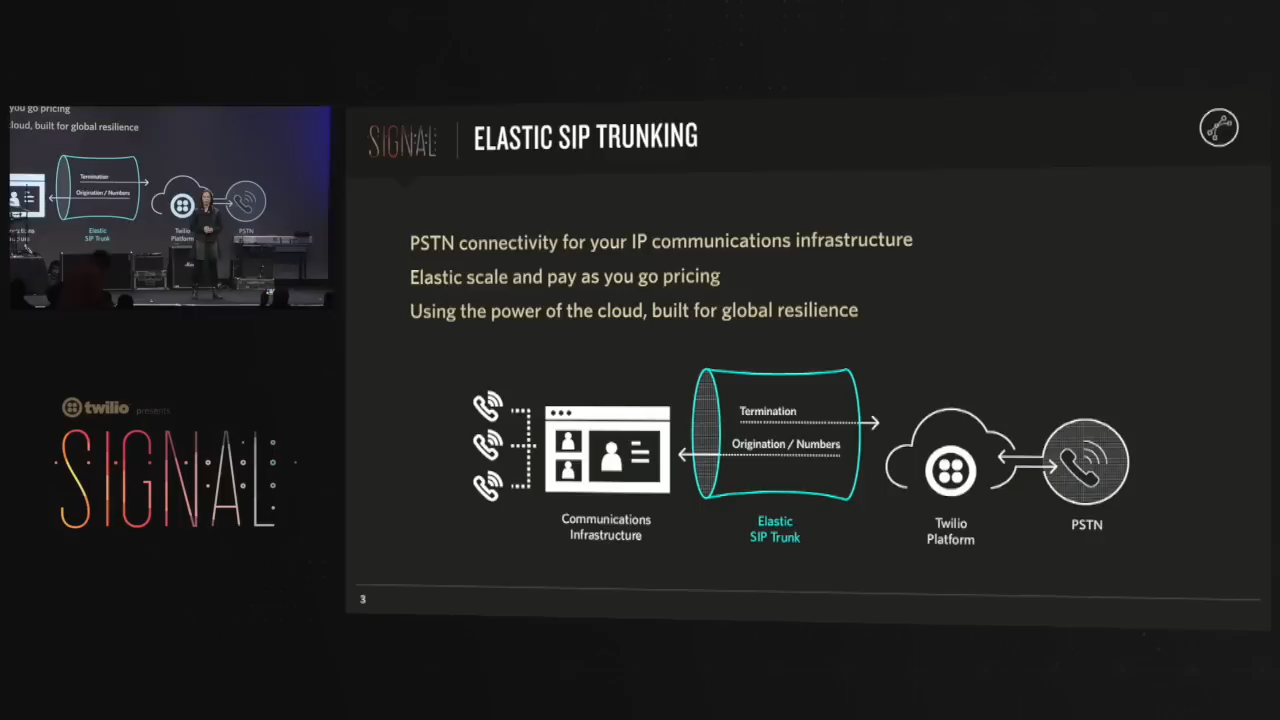 you go pricing
cloud, built for global resilience
Termination
Origination / Numbers
Elastic
SIP Trunk
Twilio
Platform
PSTN
twilio presents
SIGNAL
SIGNAL
ELASTIC SIP TRUNKING
PSTN connectivity for your IP communications infrastructure
Elastic scale and pay as you go pricing
Using the power of the cloud, built for global resilience
Termination
Origination / Numbers
Communications
Infrastructure
Elastic
SIP Trunk
Twilio
Platform
PSTN
3